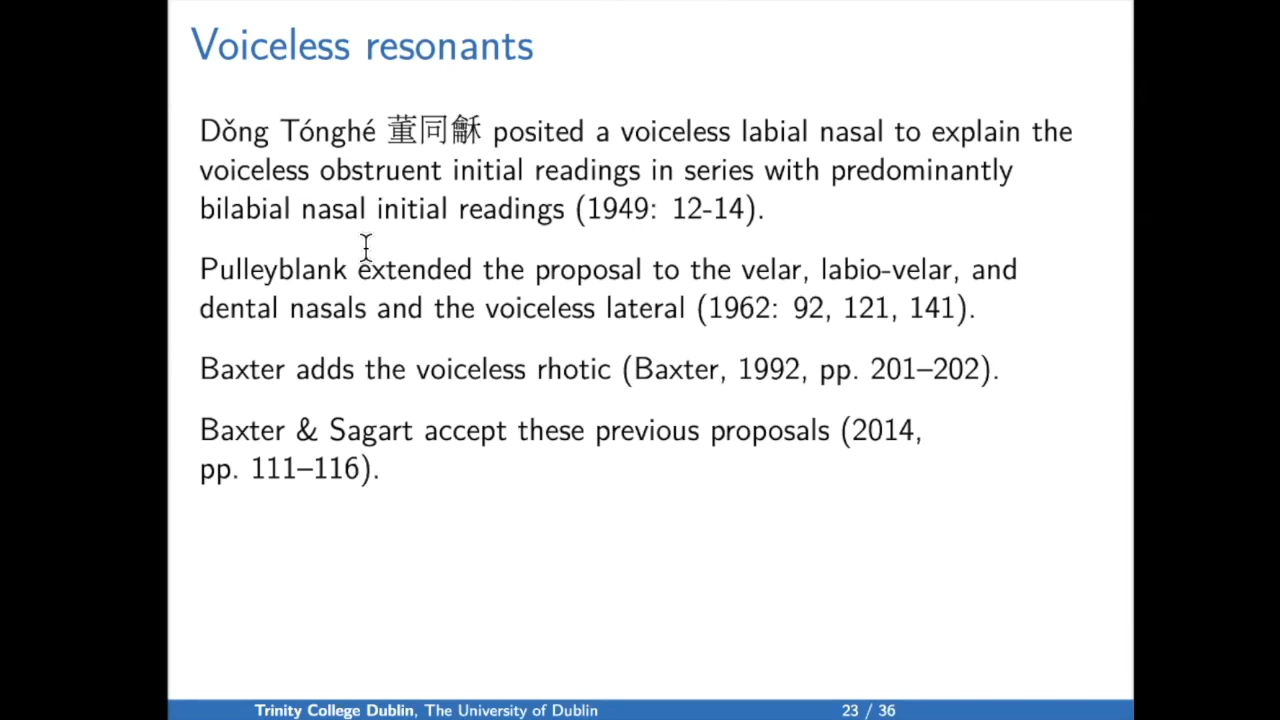 Voiceless resonants
Dǒng Tónghé 董同龢 posited a voiceless labial nasal to explain the
voiceless obstruent initial readings in series with predominantly
bilabial nasal initial readings (1949: 12-14).
Pulleyblank extended the proposal to the velar, labio-velar, and
dental nasals and the voiceless lateral (1962: 92, 121, 141).
Baxter adds the voiceless rhotic (Baxter, 1992, pp. 201–202).
Baxter & Sagart accept these previous proposals (2014,
pp. 111–116).
Trinity College Dublin, The University of Dublin 23 / 36